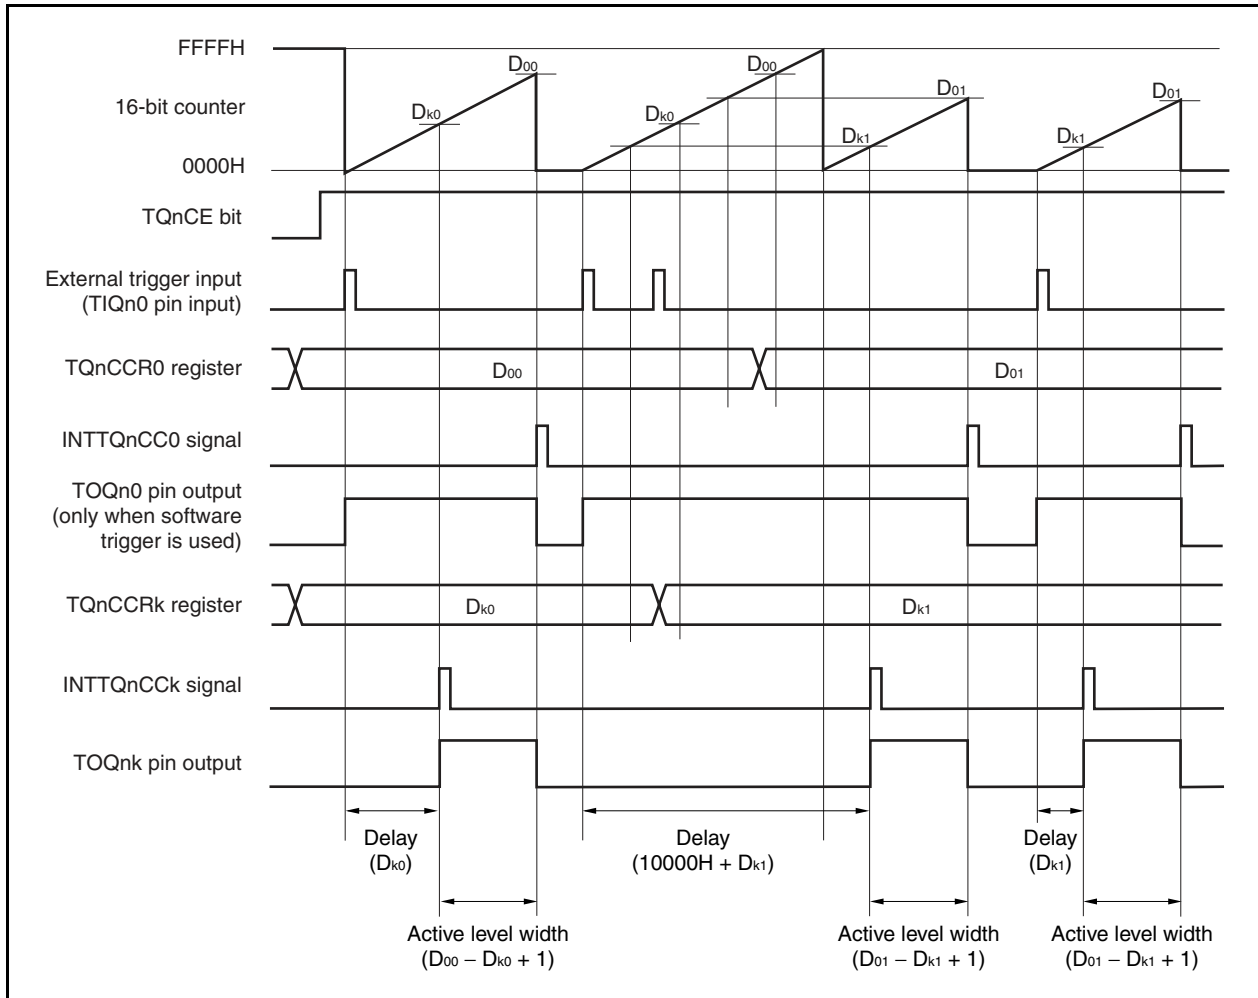 FFFFH
16-bit counter
0000H
D00
Dk0
D00
Dk0
D01
Dk1
D01
Dk1
TQnCE bit
External trigger input
(TIQn0 pin input)
TQnCCR0 register
D00
D01
INTTQnCC0 signal
TOQn0 pin output
(only when software
trigger is used)
TQnCCRk register
Dk0
Dk1
INTTQnCCk signal
TOQnk pin output
Delay
(Dk0)
Delay
(10000H + Dk1)
Delay
(Dk1)
Active level width
(D00 − Dk0 + 1)
Active level width
(D01 − Dk1 + 1)
Active level width
(D01 − Dk1 + 1)